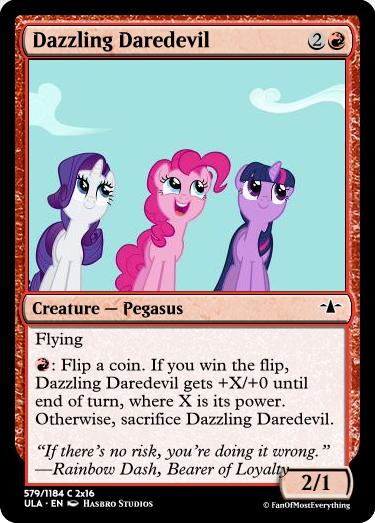 Dazzling Daredevil 2
Creature — Pegasus
Flying
: Flip a coin. If you win the flip,
Dazzling Daredevil gets +X/+0 until
end of turn, where X is its power.
Otherwise, sacrifice Dazzling Daredevil.
“If there’s no risk, you’re doing it wrong.”
—Rainbow Dash, Bearer of Loyalty
2/1
579/1184 C 2x16
ULA • EN Hasbro Studios
© FanOfMostEverything